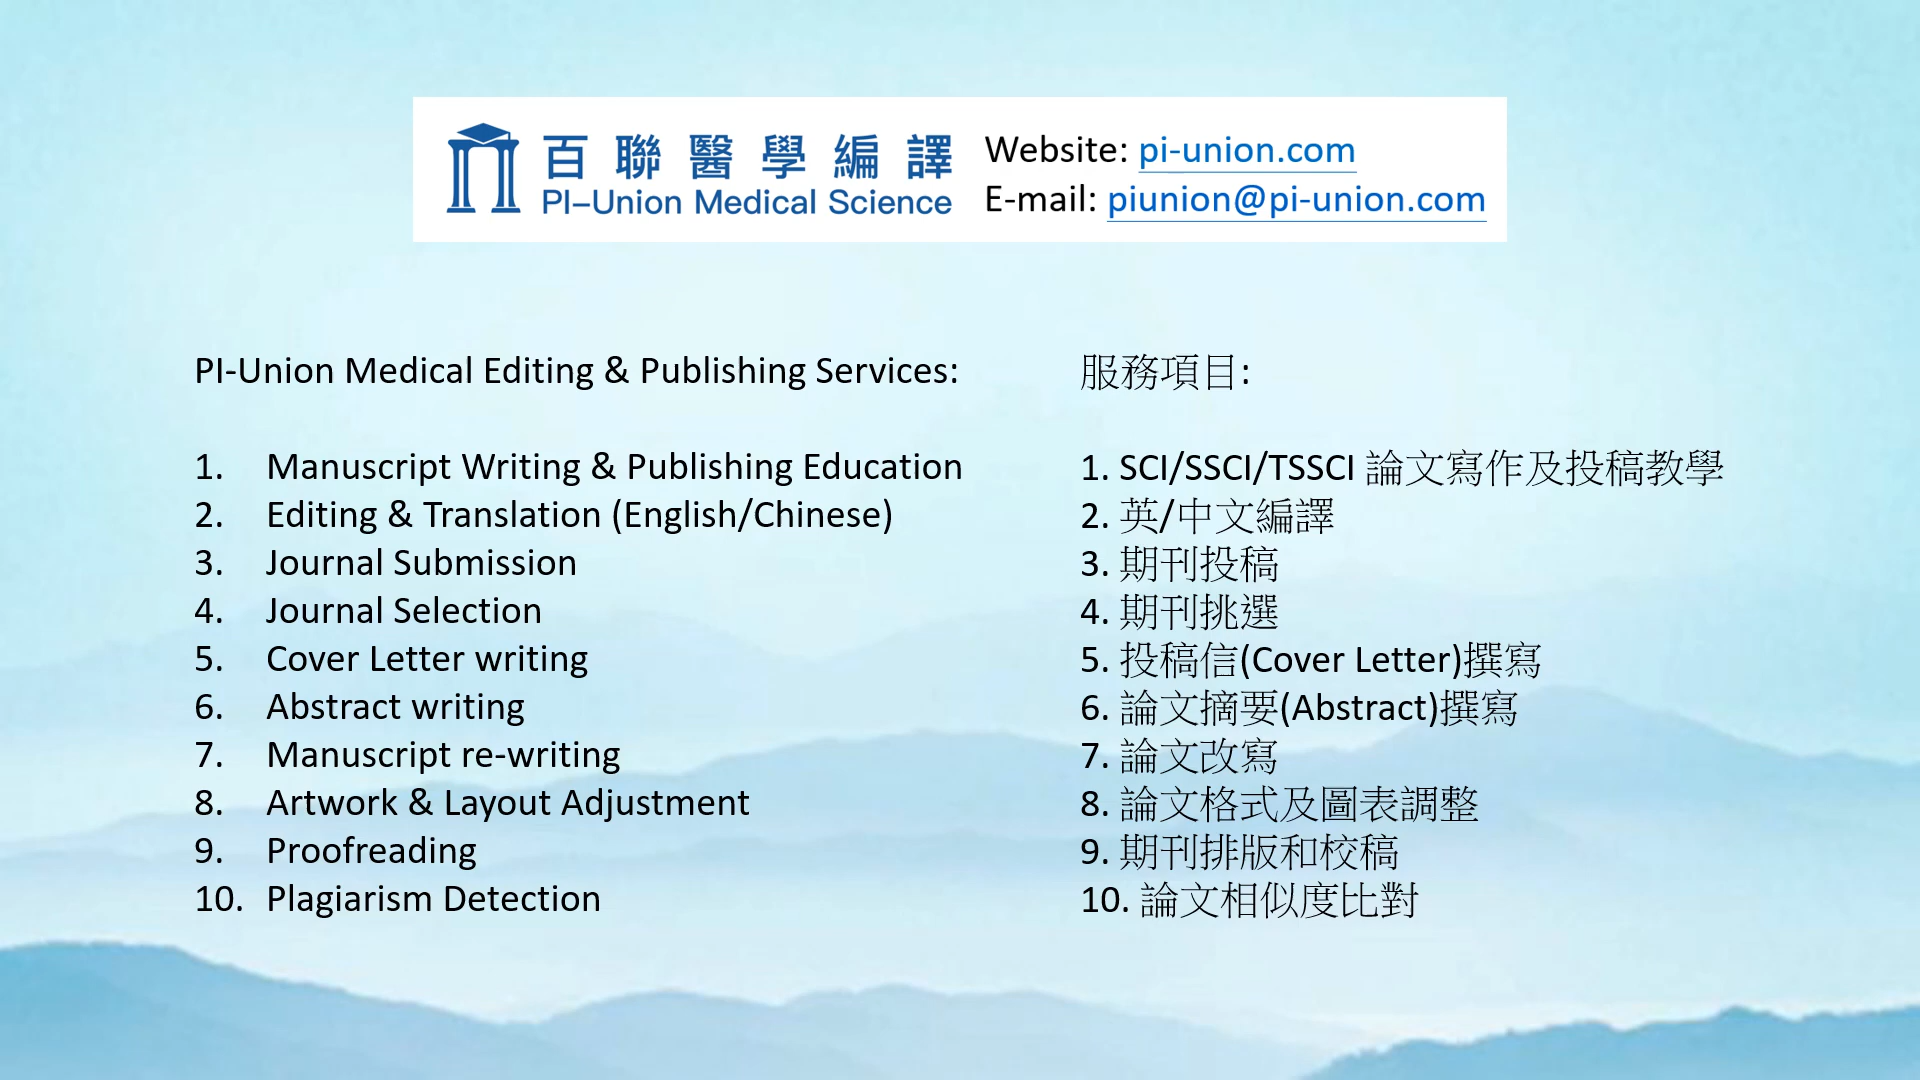 百聯醫學編譯
PI–Union Medical Science
Website: pi-union.com
E-mail: piunion@pi-union.com
PI-Union Medical Editing & Publishing Services:
1. Manuscript Writing & Publishing Education
2. Editing & Translation (English/Chinese)
3. Journal Submission
4. Journal Selection
5. Cover Letter writing
6. Abstract writing
7. Manuscript re-writing
8. Artwork & Layout Adjustment
9. Proofreading
10. Plagiarism Detection
服務項目:
1. SCI/SSCI/TSSCI 論文寫作及投稿教學
2. 英/中文編譯
3. 期刊投稿
4. 期刊挑選
5. 投稿信(Cover Letter)撰寫
6. 論文摘要(Abstract)撰寫
7. 論文改寫
8. 論文格式及圖表調整
9. 期刊排版和校稿
10. 論文相似度比對